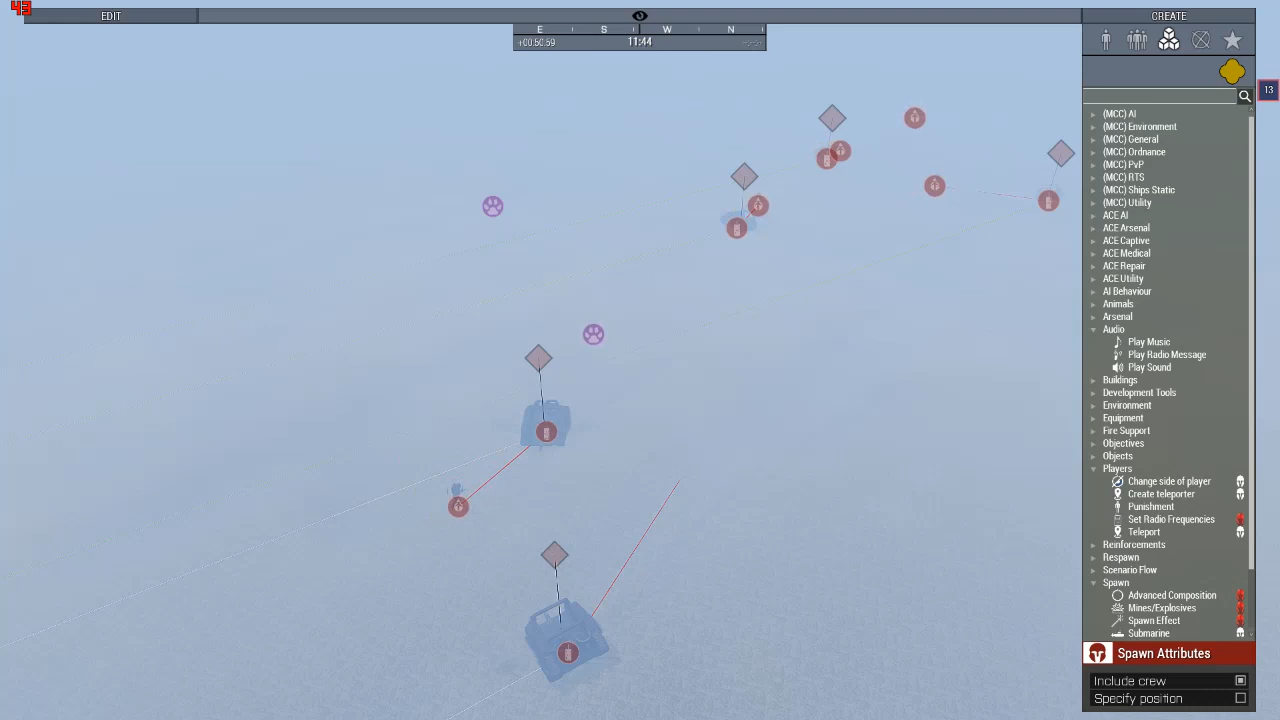 43
EDIT
CREATE
E S W N
+00:50:59 11:44
13
(MCC) AI
(MCC) Environment
(MCC) General
(MCC) Ordnance
(MCC) PvP
(MCC) RTS
(MCC) Ships Static
(MCC) Utility
ACE AI
ACE Arsenal
ACE Captive
ACE Medical
ACE Repair
ACE Utility
AI Behaviour
Animals
Arsenal
Audio
Play Music
Play Radio Message
Play Sound
Buildings
Development Tools
Environment
Equipment
Fire Support
Objectives
Objects
Players
Change side of player
Create teleporter
Punishment
Set Radio Frequencies
Teleport
Reinforcements
Respawn
Scenario Flow
Spawn
Advanced Composition
Mines/Explosives
Spawn Effect
Submarine
Spawn Attributes
Include crew
Specify position